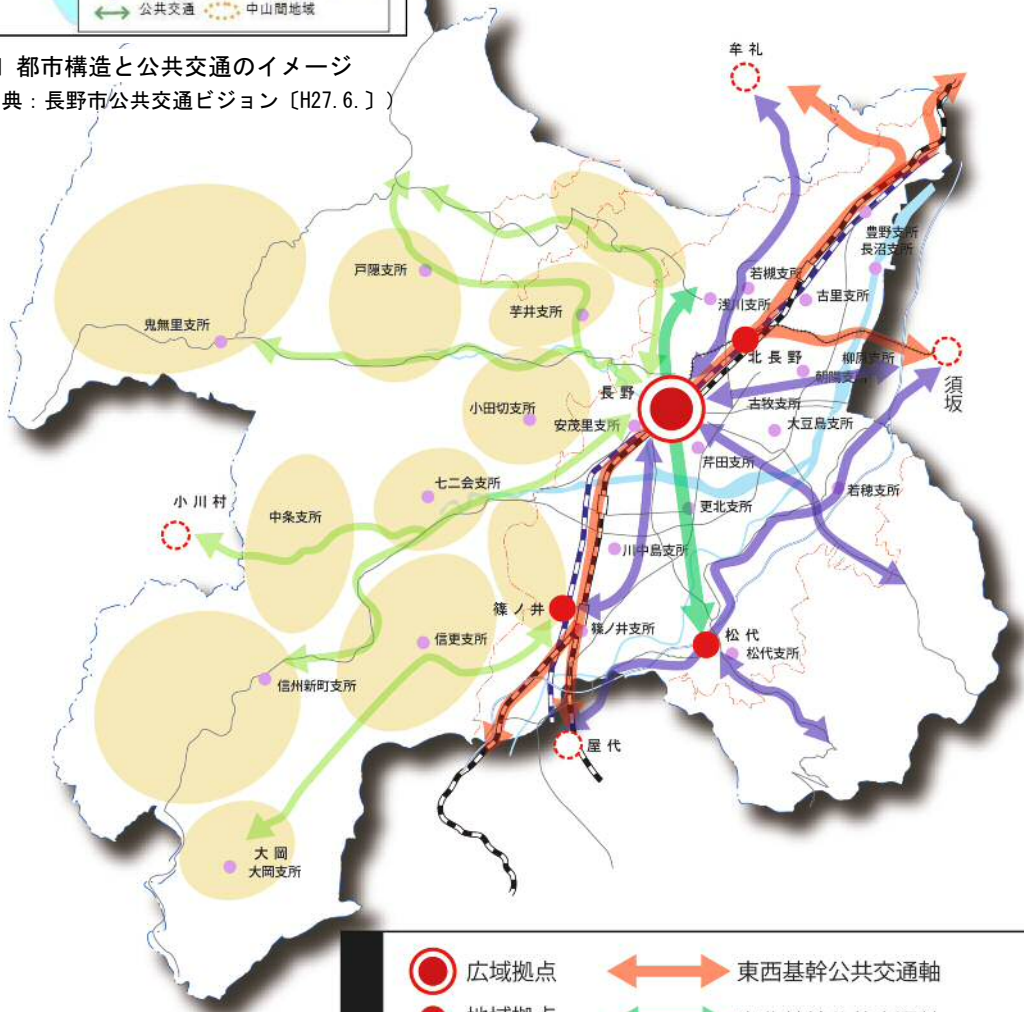 公共交通 中山間地域
都市構造と公共交通のイメージ
典：長野市公共交通ビジョン〔H27.6.〕）
牟礼
豊野支所
長沼支所
戸隠支所
若槻支所
古里支所
浅川支所
芋井支所
鬼無里支所
北長野
柳原支所
朝陽支所
須坂
長野
小田切支所
古牧支所
安茂里支所
大豆島支所
芹田支所
七二会支所
若穂支所
小川村
中条支所
更北支所
川中島支所
篠ノ井
篠ノ井支所
松代
松代支所
信更支所
信州新町支所
屋代
大岡
大岡支所
広域拠点 東西基幹公共交通軸
地域拠点